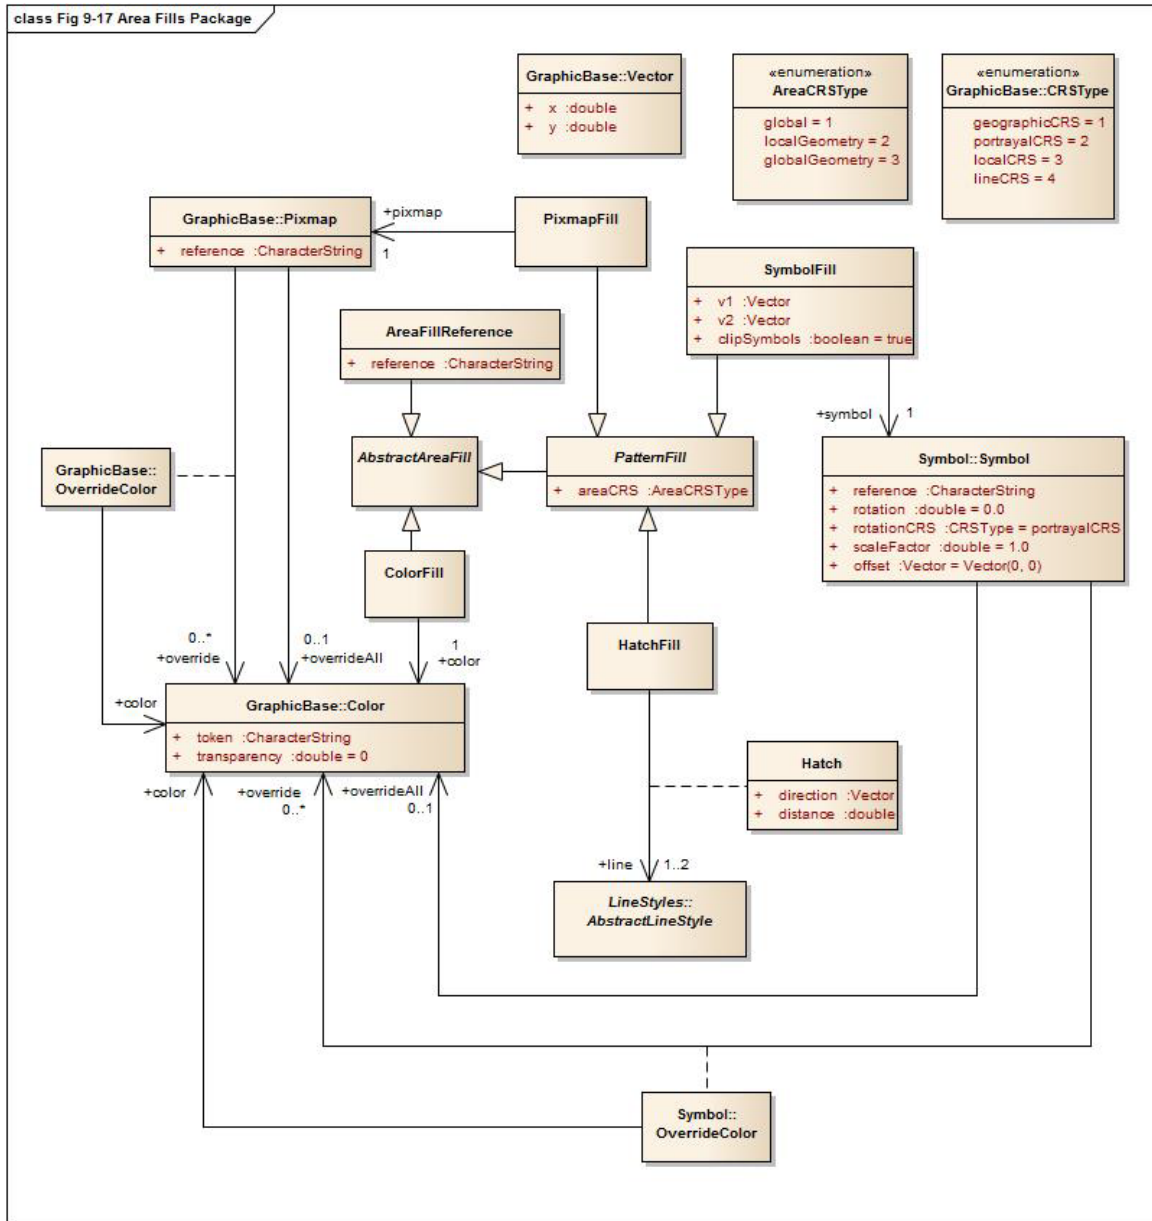 class Fig 9-17 Area Fills Package
GraphicBase::Vector
+ x :double
+ y :double
«enumeration»
AreaCRSType
global = 1
localGeometry = 2
globalGeometry = 3
«enumeration»
GraphicBase::CRSType
geographicCRS = 1
portrayalCRS = 2
localCRS = 3
lineCRS = 4
GraphicBase::Pixmap
+ reference :CharacterString
+pixmap
1
PixmapFill
SymbolFill
+ v1 :Vector
+ v2 :Vector
+ clipSymbols :boolean = true
AreaFillReference
+ reference :CharacterString
+symbol
1
GraphicBase::
OverrideColor
AbstractAreaFill
PatternFill
+ areaCRS :AreaCRSType
Symbol::Symbol
+ reference :CharacterString
+ rotation :double = 0.0
+ rotationCRS :CRSType = portrayalCRS
+ scaleFactor :double = 1.0
+ offset :Vector = Vector(0, 0)
ColorFill
HatchFill
0..*
+override
0..1
+overrideAll
1
+color
+color
GraphicBase::Color
+ token :CharacterString
+ transparency :double = 0
+color
+override
0..*
+overrideAll
0..1
Hatch
+ direction :Vector
+ distance :double
+line
1..2
LineStyles::
AbstractLineStyle
Symbol::
OverrideColor